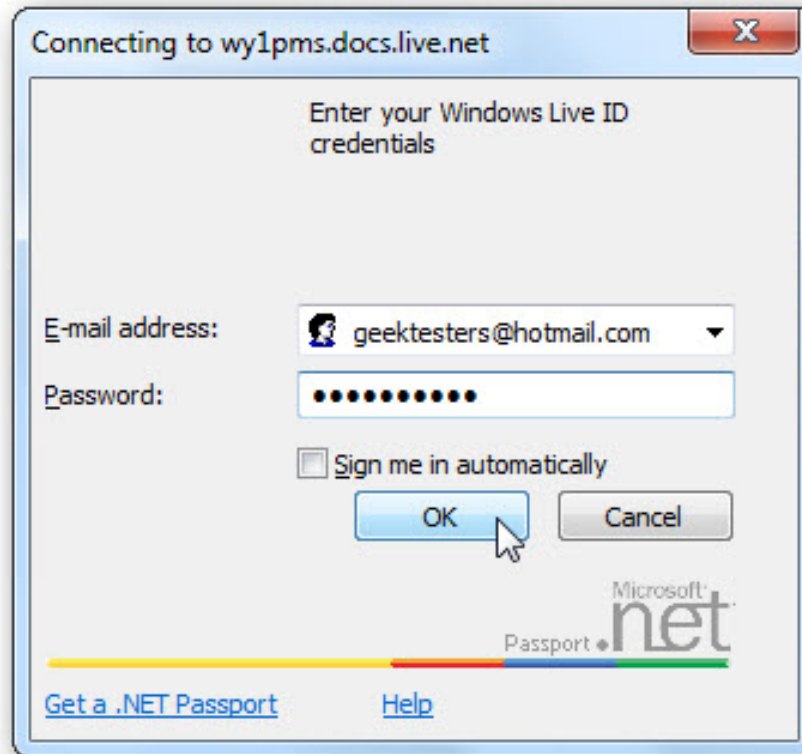 Connecting to wy1pms.docs.live.net
Enter your Windows Live ID
credentials
E-mail address:
geektesters@hotmail.com
Password:
••••••••••
Sign me in automatically
OK
Cancel
Microsoft
Passport .net
Get a .NET Passport
Help